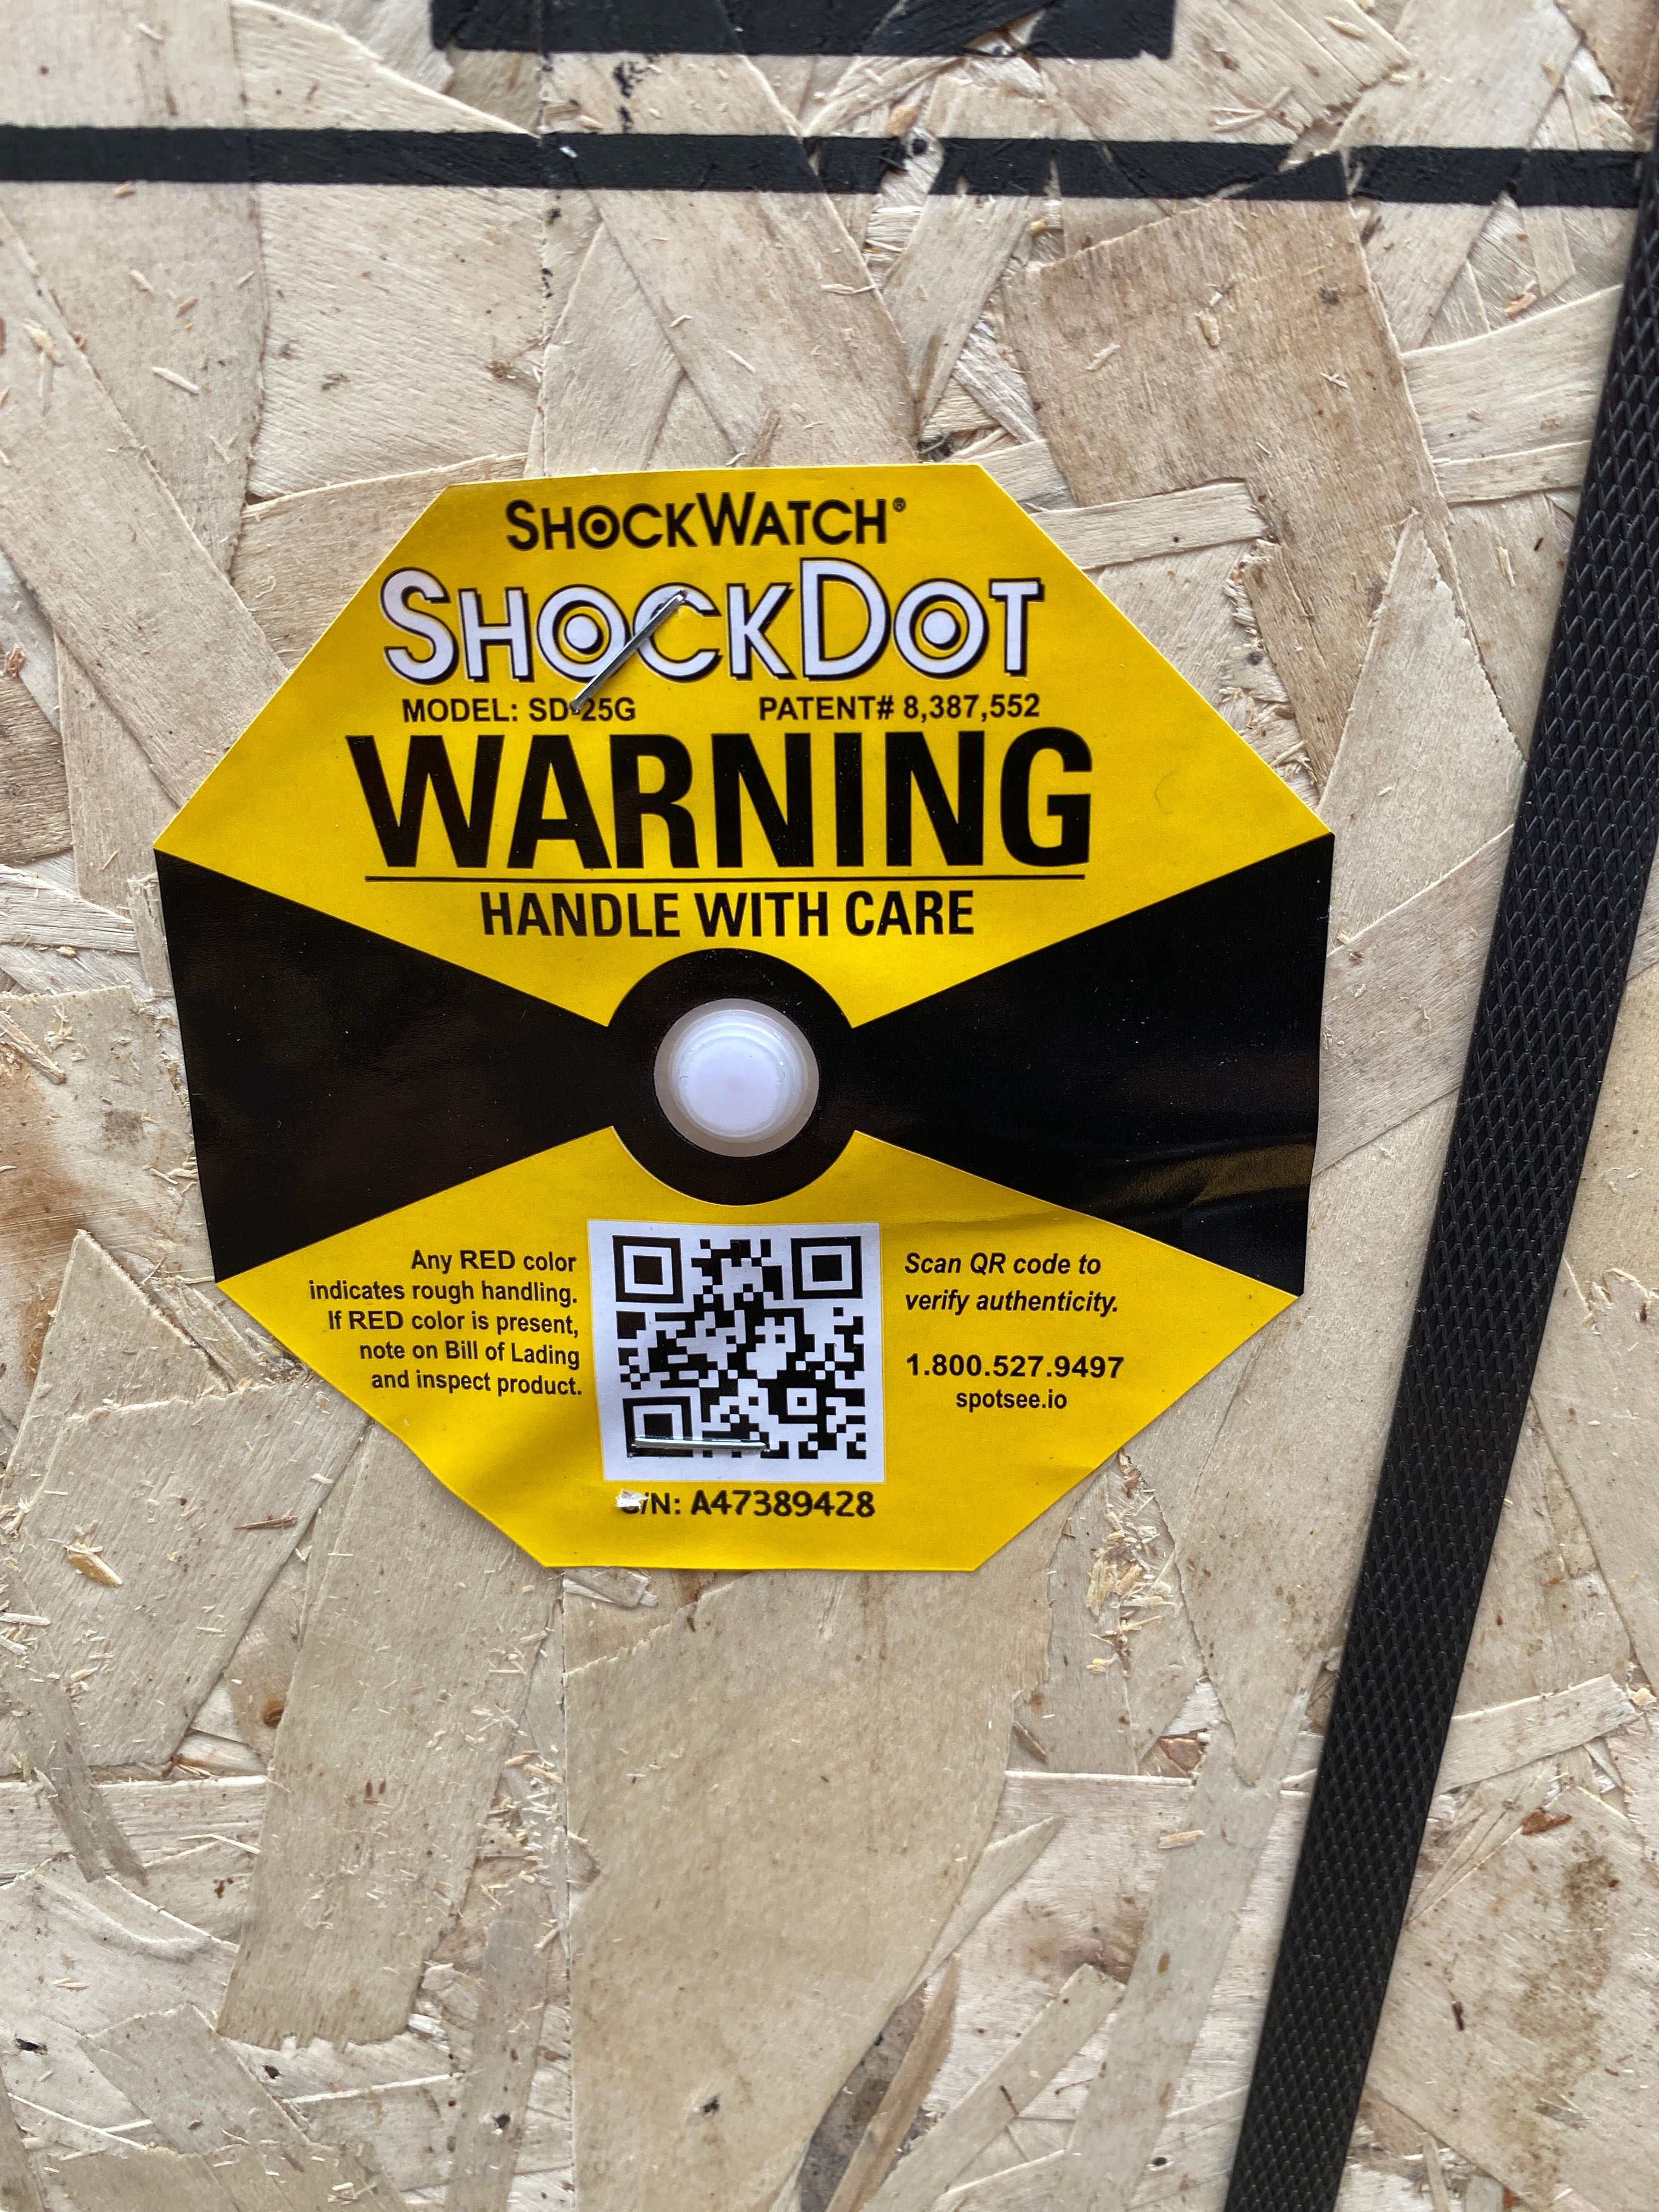 SHOCKWATCH®
SHOCKDOT
MODEL: SD-25G PATENT# 8,387,552
WARNING
HANDLE WITH CARE
Any RED color
indicates rough handling.
If RED color is present,
note on Bill of Lading
and inspect product.
Scan QR code to
verify authenticity.
1.800.527.9497
spotsee.io
S/N: A47389428